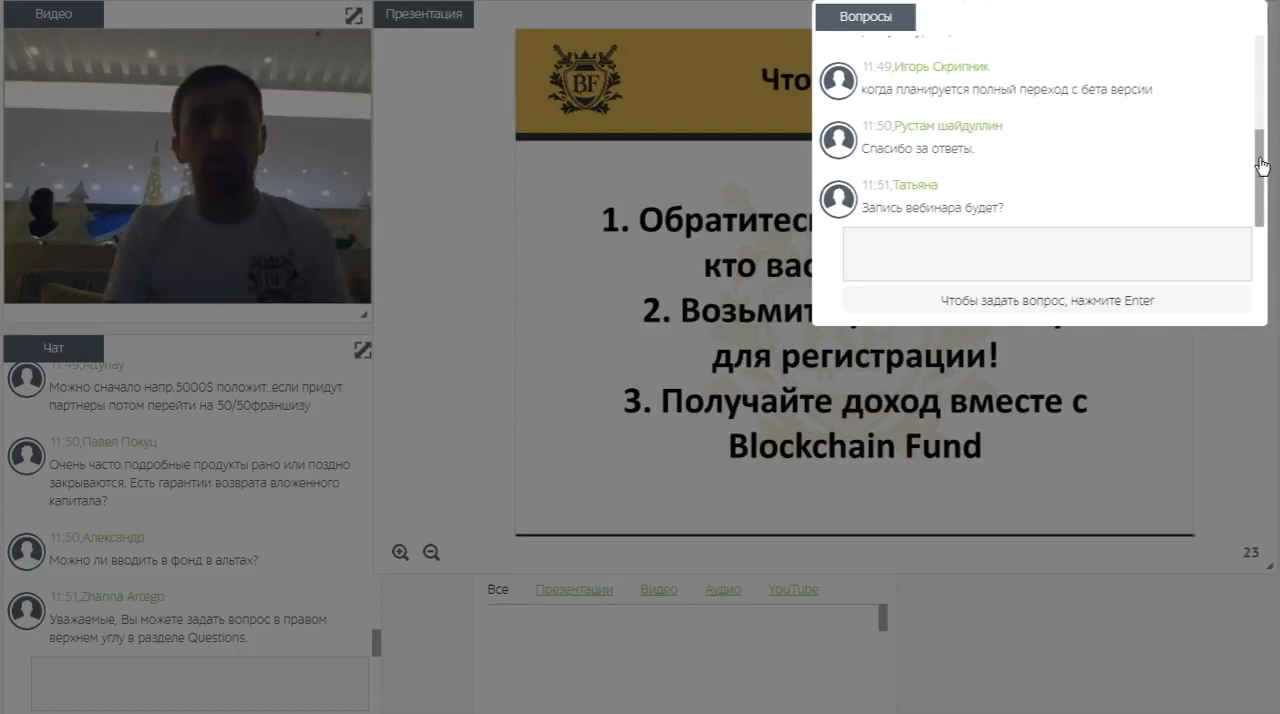 Видео
Презентация
BF
Что
1. Обратитесь
кто вас
2. Возьмит
для регистрации!
3. Получайте доход вместе с
Blockchain Fund
23
Вопросы
11:49,Игорь Скрипник
когда планируется полный переход с бета версии
11:50,Рустам шайдуллин
Спасибо за ответы.
11:51,Татьяна
Запись вебинара будет?
Чтобы задать вопрос, нажмите Enter
BF
Чат
Можно сначало напр.5000$ положит..если придут
партнеры потом перейти на 50/50франшизу
11:50,Павел Покуц
Очень часто подробные продукты рано или поздно
закрываются. Есть гарантии возврата вложенного
капитала?
11:50,Александр
Можно ли вводить в фонд в альтах?
11:51,Zhanna Artego
Уважаемые, Вы можете задать вопрос в правом
верхнем углу в разделе Questions.
Все Презентации Видео Аудио YouTube